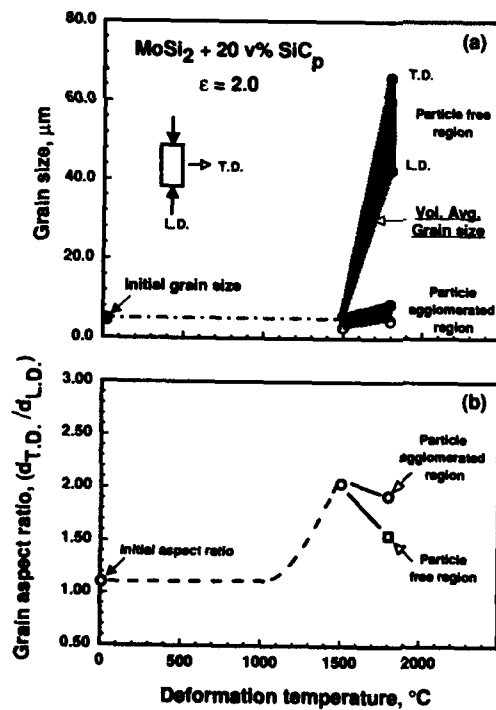 80.0
(a)
MoSi2 + 20 v% SiCp
ε = 2.0
T.D.
Particle free
region
60.0
T.D.
L.D.
40.0
L.D.
Vol. Avg.
Grain size
Grain size, μm
20.0
Initial grain size
Particle
agglomerated
region
0.0
3.00
(b)
2.50
Particle
agglomerated
region
2.00
Grain aspect ratio, (dT.D. /dL.D.)
1.50
Initial aspect ratio
Particle
free region
1.00
0.50
0
500
1000
1500
2000
Deformation temperature, °C